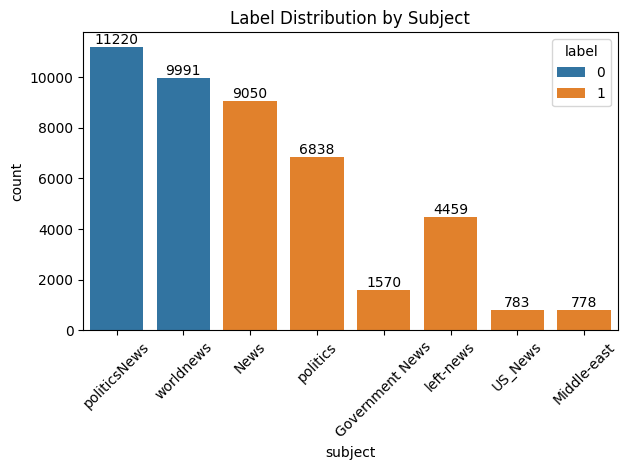 Label Distribution by Subject
label
0
1
count
10000
8000
6000
4000
2000
0
11220
9991
9050
6838
1570
4459
783
778
politicsNews
worldnews
News
politics
Government News
left-news
US_News
Middle-east
subject